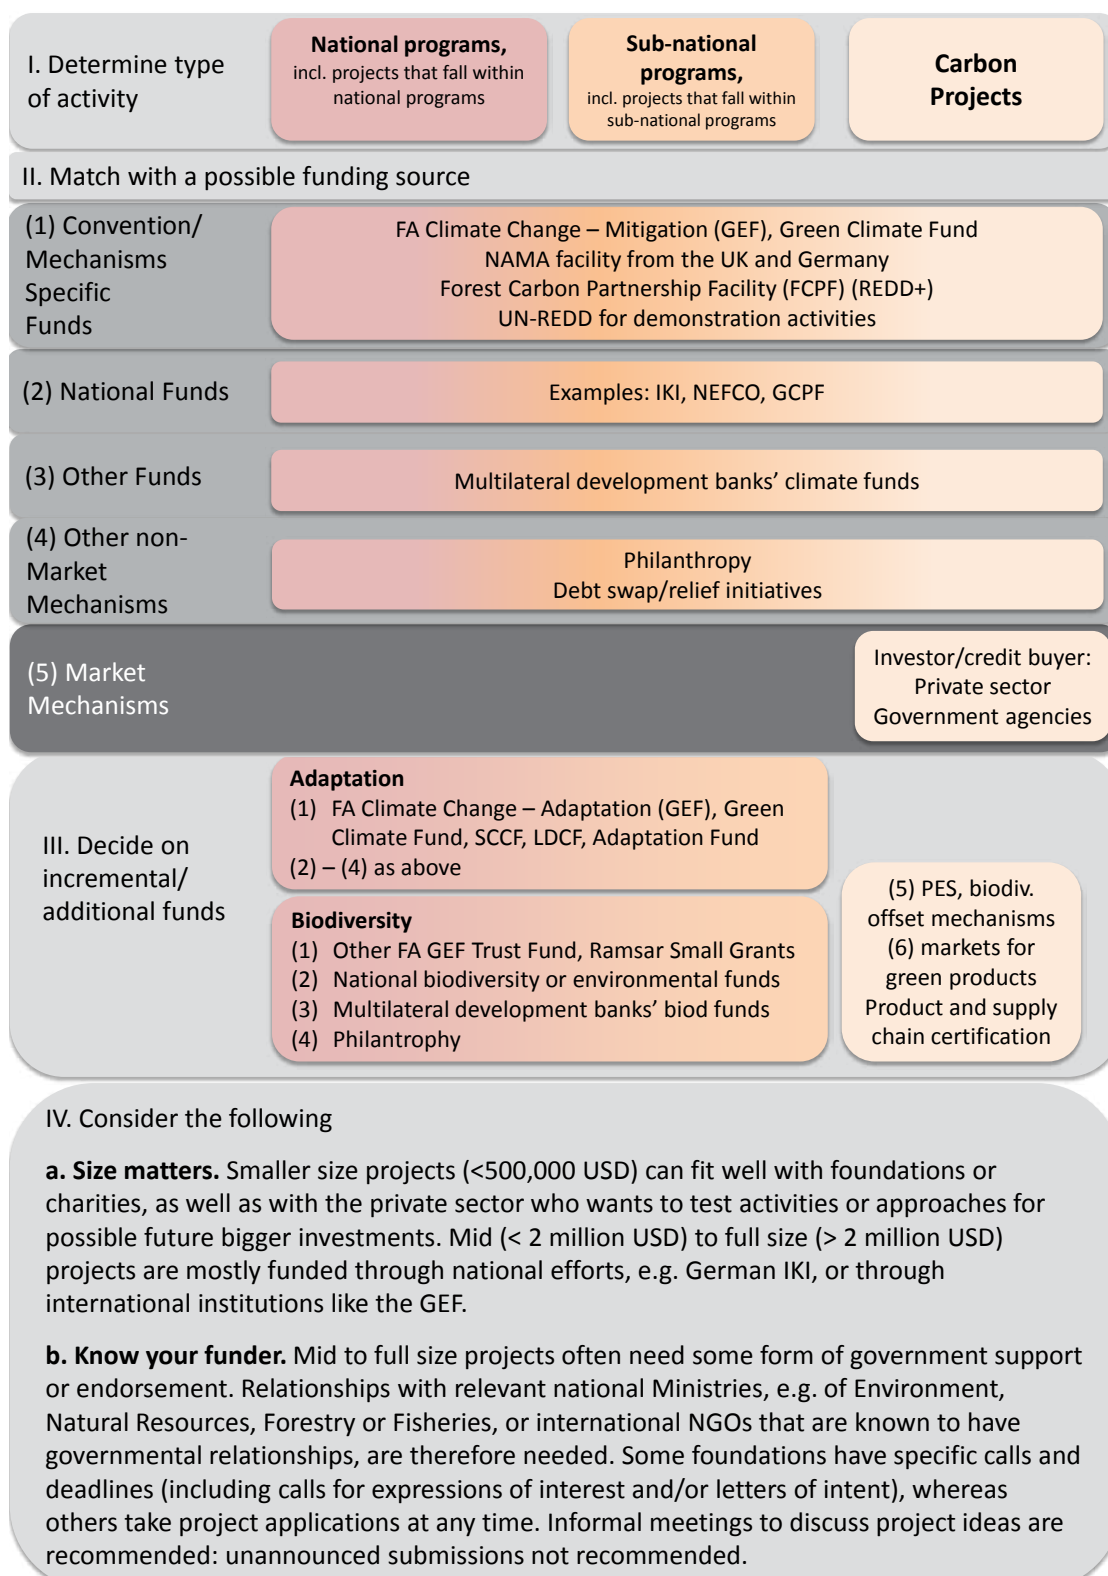 I. Determine type
of activity
National programs,
incl. projects that fall within
national programs
Sub-national
programs,
incl. projects that fall within
sub-national programs
Carbon
Projects
II. Match with a possible funding source
(1) Convention/
Mechanisms
Specific
Funds
FA Climate Change – Mitigation (GEF), Green Climate Fund
NAMA facility from the UK and Germany
Forest Carbon Partnership Facility (FCPF) (REDD+)
UN-REDD for demonstration activities
(2) National Funds
Examples: IKI, NEFCO, GCPF
(3) Other Funds
Multilateral development banks’ climate funds
(4) Other non-
Market
Mechanisms
Philanthropy
Debt swap/relief initiatives
(5) Market
Mechanisms
Investor/credit buyer:
Private sector
Government agencies
III. Decide on
incremental/
additional funds
Adaptation
(1) FA Climate Change – Adaptation (GEF), Green
Climate Fund, SCCF, LDCF, Adaptation Fund
(2) – (4) as above
Biodiversity
(1) Other FA GEF Trust Fund, Ramsar Small Grants
(2) National biodiversity or environmental funds
(3) Multilateral development banks’ biod funds
(4) Philantrophy
(5) PES, biodiv.
offset mechanisms
(6) markets for
green products
Product and supply
chain certification
IV. Consider the following
a. Size matters. Smaller size projects (<500,000 USD) can fit well with foundations or
charities, as well as with the private sector who wants to test activities or approaches for
possible future bigger investments. Mid (< 2 million USD) to full size (> 2 million USD)
projects are mostly funded through national efforts, e.g. German IKI, or through
international institutions like the GEF.
b. Know your funder. Mid to full size projects often need some form of government support
or endorsement. Relationships with relevant national Ministries, e.g. of Environment,
Natural Resources, Forestry or Fisheries, or international NGOs that are known to have
governmental relationships, are therefore needed. Some foundations have specific calls and
deadlines (including calls for expressions of interest and/or letters of intent), whereas
others take project applications at any time. Informal meetings to discuss project ideas are
recommended: unannounced submissions not recommended.